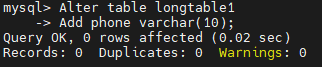 mysql> Alter table longtable1
    -> Add phone varchar(10);
Query OK, 0 rows affected (0.02 sec)
Records: 0  Duplicates: 0  Warnings: 0